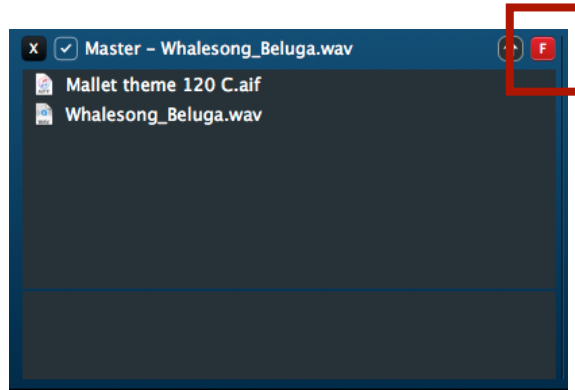 X Master – Whalesong_Beluga.wav F
Mallet theme 120 C.aif
Whalesong_Beluga.wav